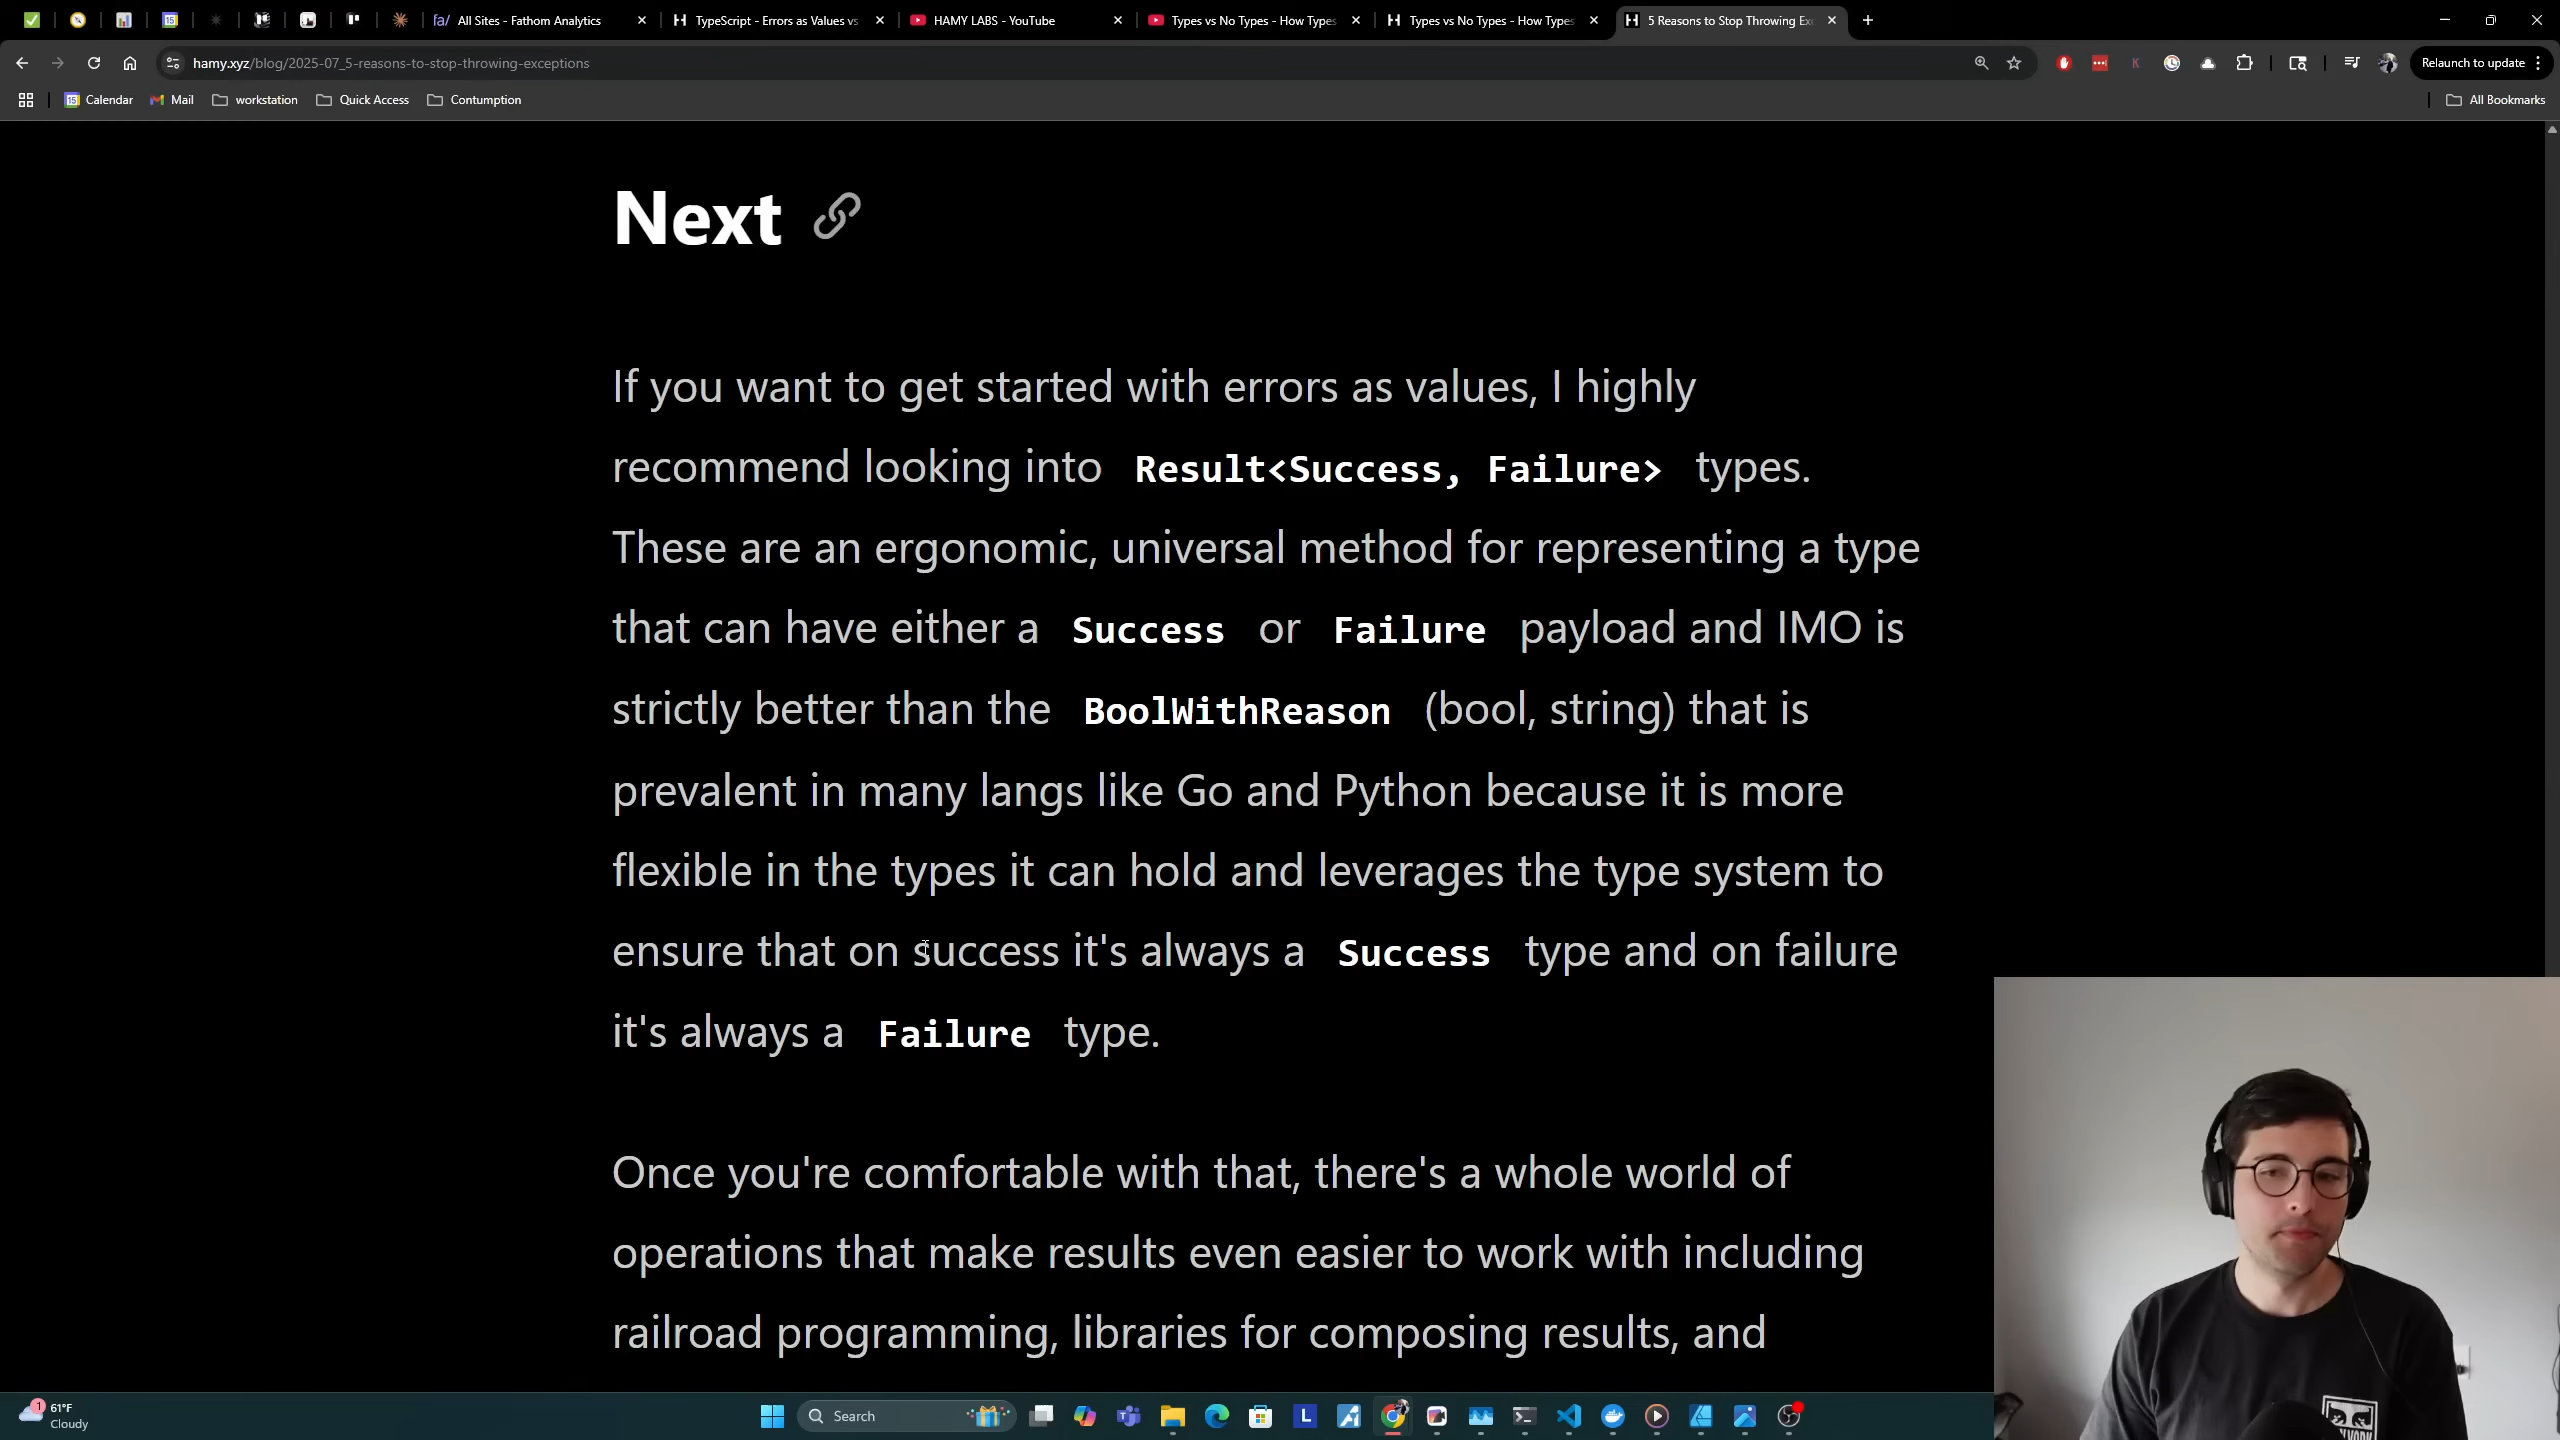 All Sites - Fathom Analytics
TypeScript - Errors as Values vs
HAMY LABS - YouTube
Types vs No Types - How Types
Types vs No Types - How Types
5 Reasons to Stop Throwing Exc
hamy.xyz/blog/2025-07_5-reasons-to-stop-throwing-exceptions
Relaunch to update
Calendar
Mail
workstation
Quick Access
Contumption
All Bookmarks
Next
If you want to get started with errors as values, I highly
recommend looking into Result<Success, Failure> types.
These are an ergonomic, universal method for representing a type
that can have either a Success or Failure payload and IMO is
strictly better than the BoolWithReason (bool, string) that is
prevalent in many langs like Go and Python because it is more
flexible in the types it can hold and leverages the type system to
ensure that on success it's always a Success type and on failure
it's always a Failure type.
Once you're comfortable with that, there's a whole world of
operations that make results even easier to work with including
railroad programming, libraries for composing results, and
1
61°F
Cloudy
Search